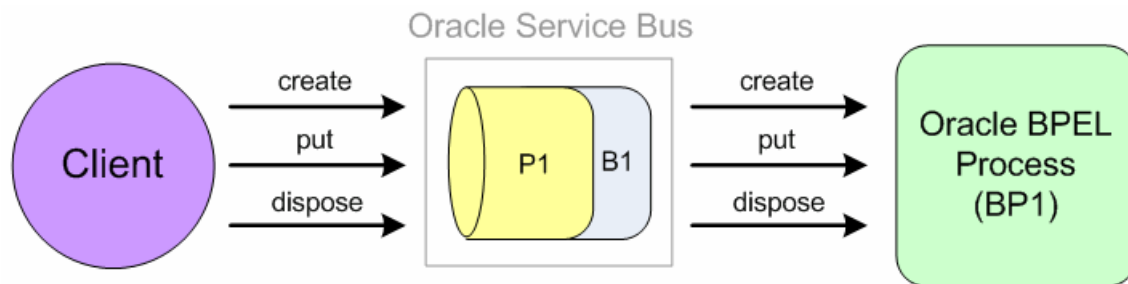 Oracle Service Bus
Client
create
put
dispose
P1
B1
create
put
dispose
Oracle BPEL
Process
(BP1)